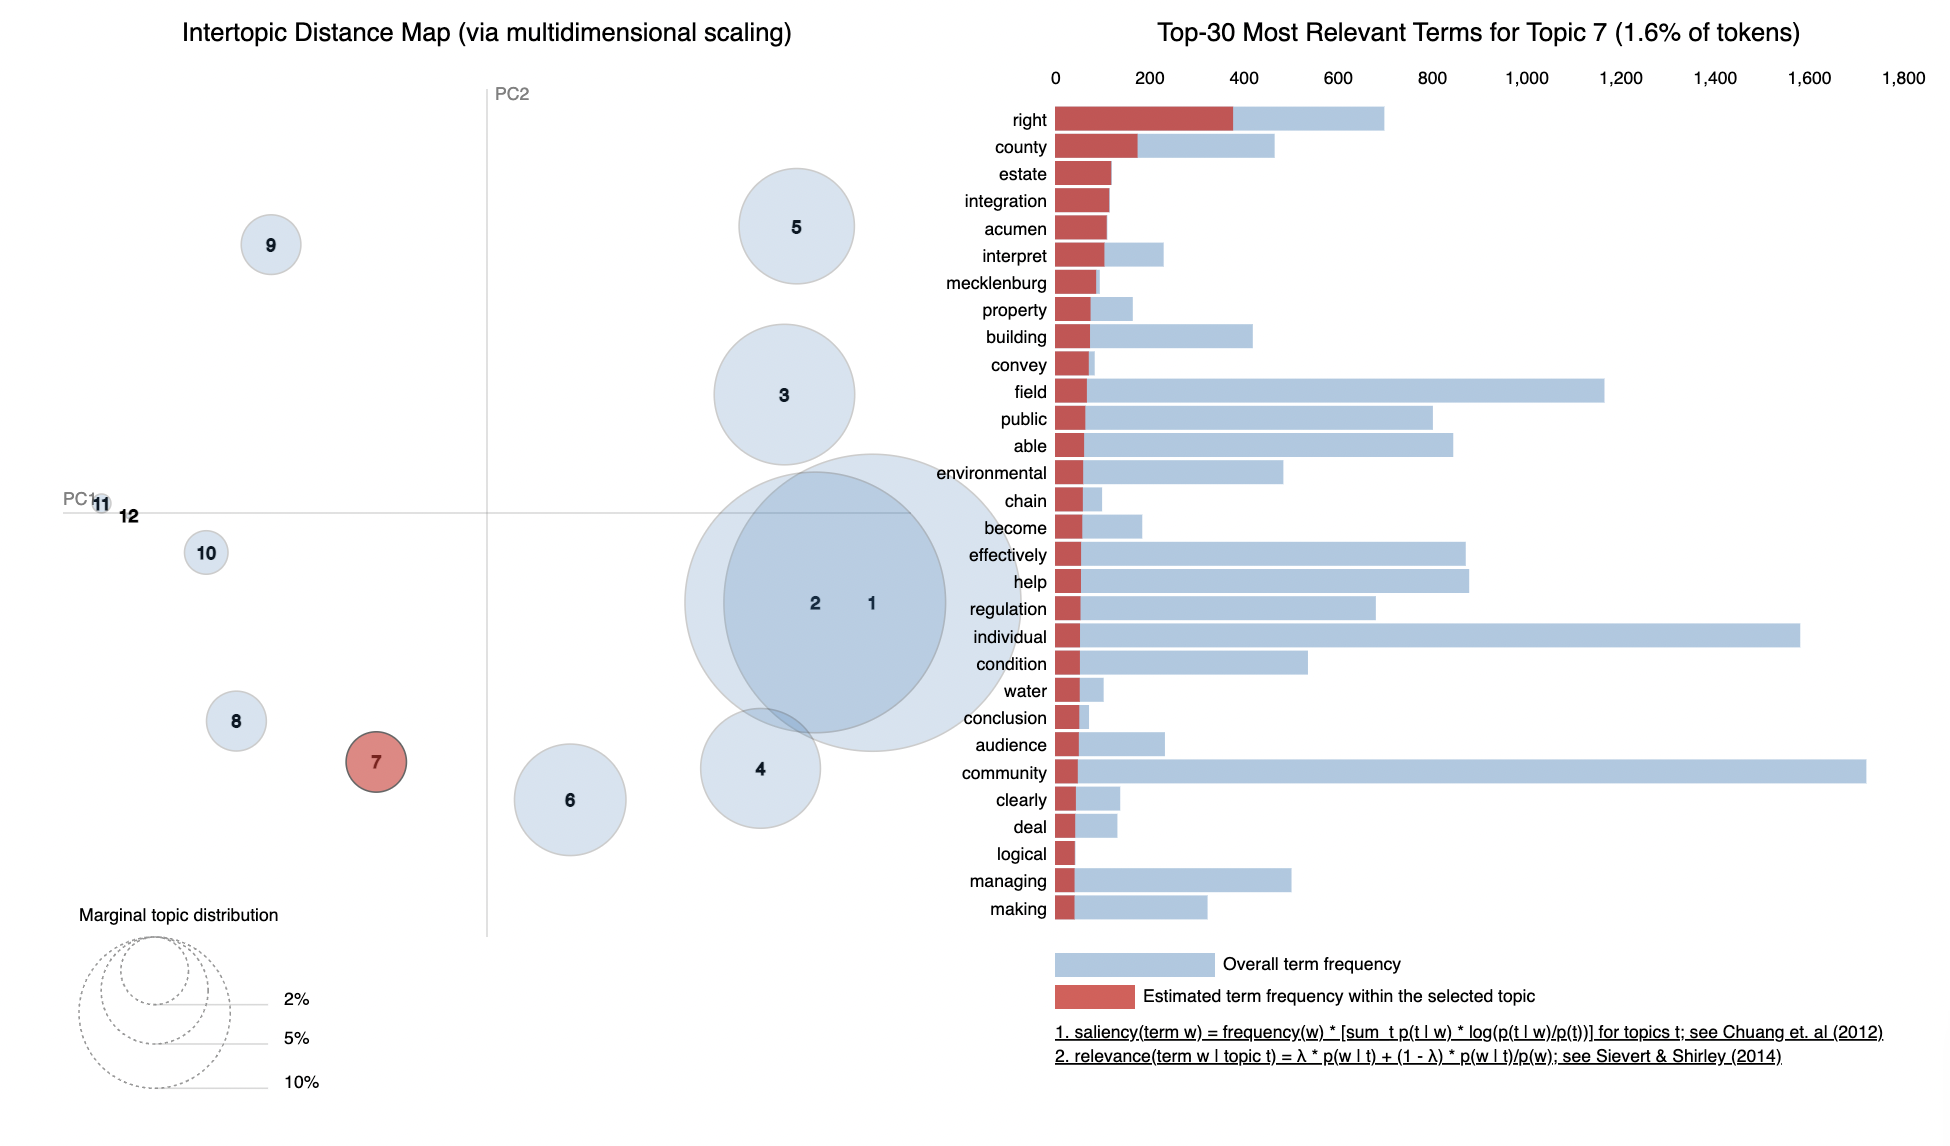 Intertopic Distance Map (via multidimensional scaling)
PC2
PC1
5
9
3
11
12
10
2
1
8
7
4
6
Marginal topic distribution
2%
5%
10%
Top-30 Most Relevant Terms for Topic 7 (1.6% of tokens)
0 200 400 600 800 1,000 1,200 1,400 1,600 1,800
right
county
estate
integration
acumen
interpret
mecklenburg
property
building
convey
field
public
able
environmental
chain
become
effectively
help
regulation
individual
condition
water
conclusion
audience
community
clearly
deal
logical
managing
making
Overall term frequency
Estimated term frequency within the selected topic
1. saliency(term w) = frequency(w) * [sum_t p(t | w) * log(p(t | w)/p(t))] for topics t; see Chuang et. al (2012)
2. relevance(term w | topic t) = λ * p(w | t) + (1 - λ) * p(w | t)/p(w); see Sievert & Shirley (2014)